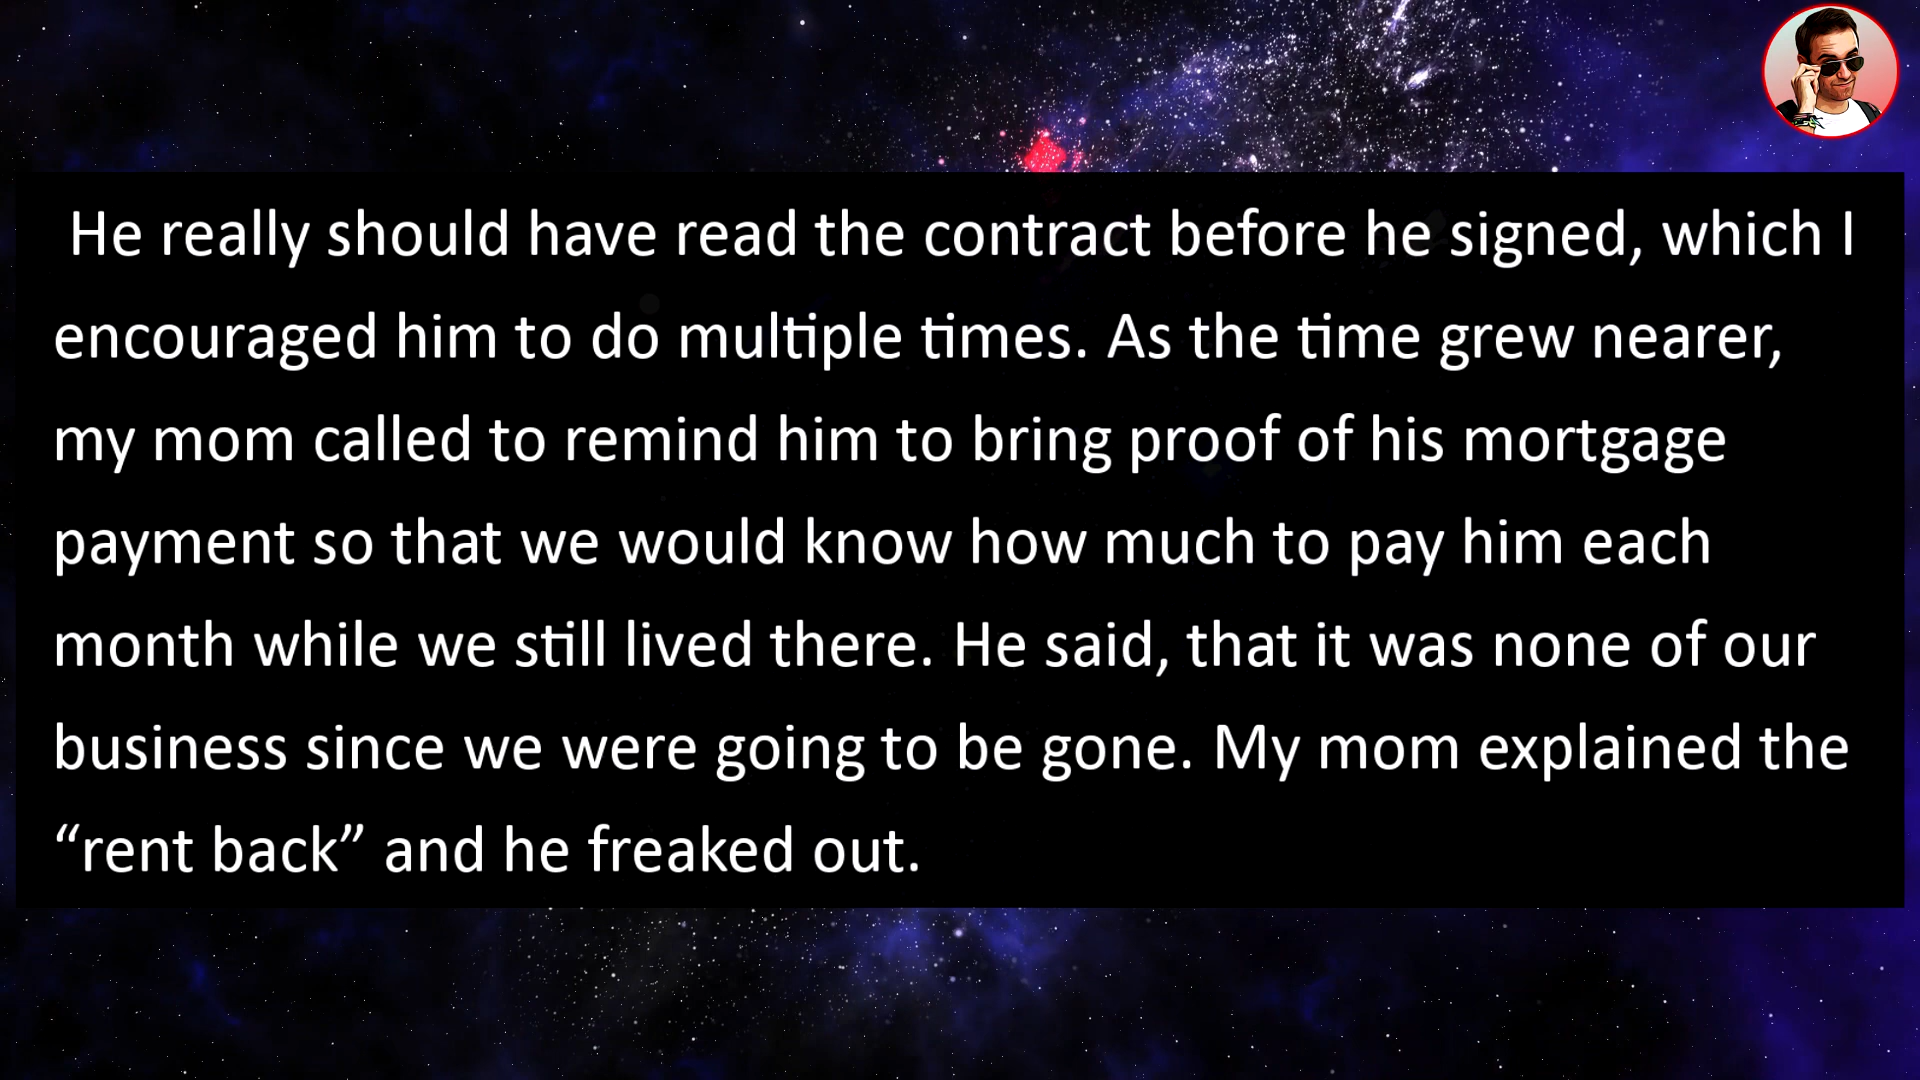 He really should have read the contract before he signed, which I
encouraged him to do multiple times. As the time grew nearer,
my mom called to remind him to bring proof of his mortgage
payment so that we would know how much to pay him each
month while we still lived there. He said, that it was none of our
business since we were going to be gone. My mom explained the
“rent back” and he freaked out.